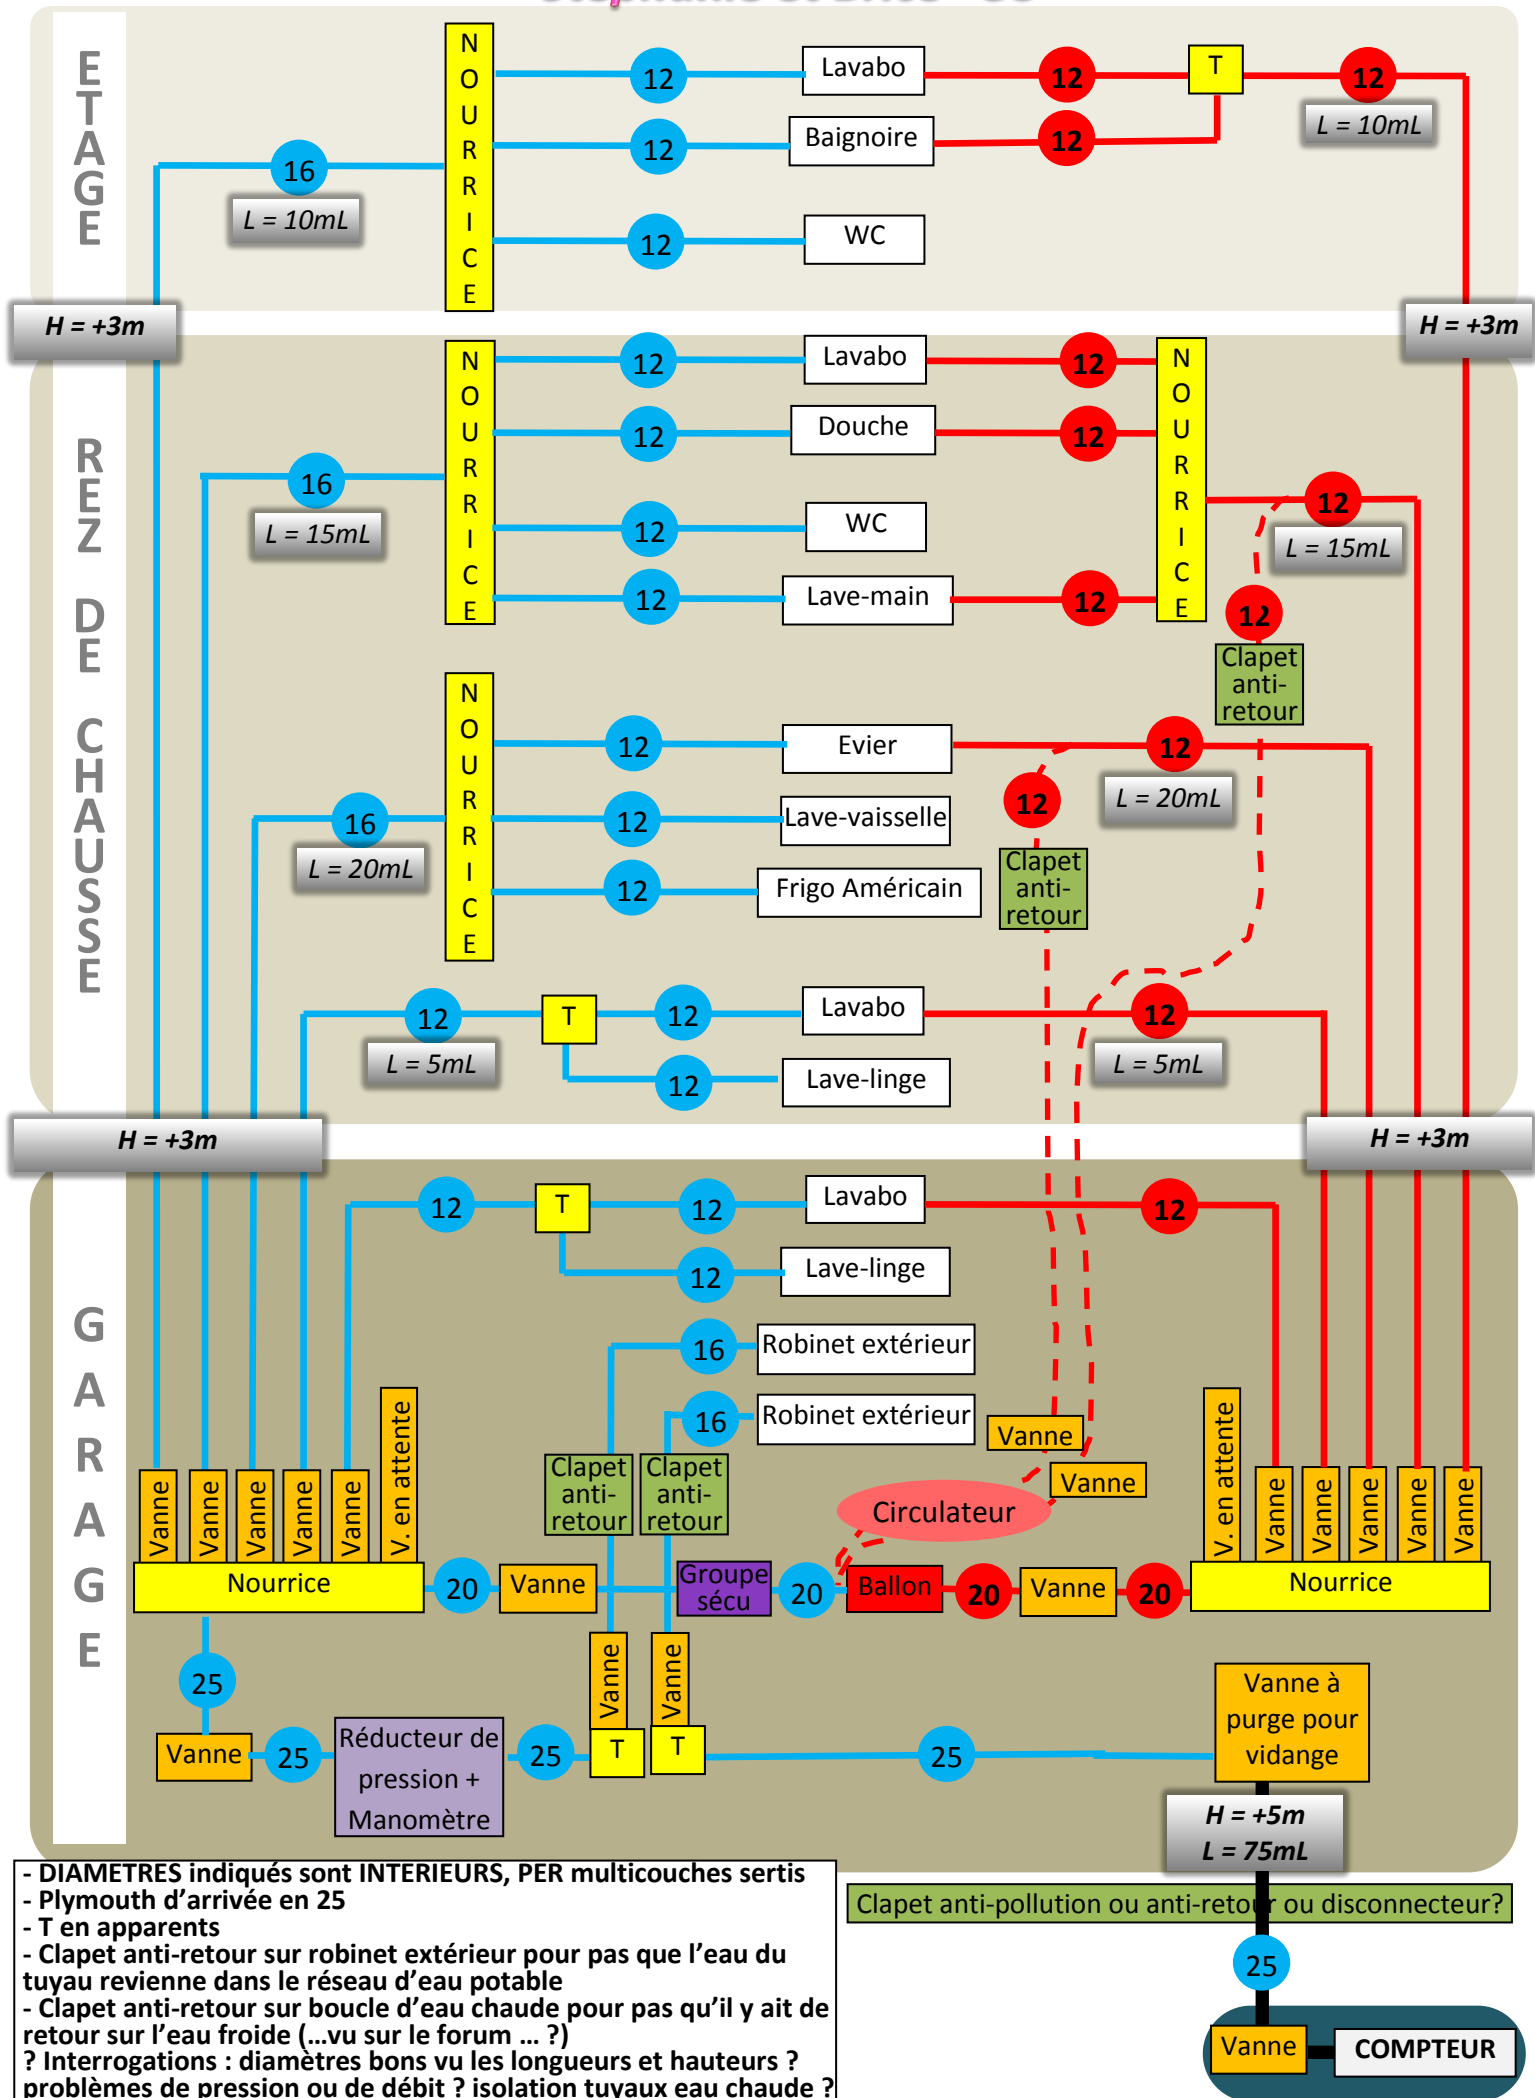 ETAGE
NOURRICE
12
Lavabo
12
T
12
L = 10mL
12
Baignoire
12
16
L = 10mL
12
WC
H = +3m
H = +3m
REZ DE CHAUSSE
NOURRICE
12
Lavabo
12
NOURRICE
12
Douche
12
16
L = 15mL
12
L = 15mL
12
WC
12
Lave-main
12
12
Clapet
anti-
retour
NOURRICE
12
Evier
12
L = 20mL
12
Clapet
anti-
retour
16
L = 20mL
12
Lave-vaisselle
12
Frigo Américain
12
L = 5mL
T
12
Lavabo
12
L = 5mL
12
Lave-linge
H = +3m
H = +3m
GARAGE
12
T
12
Lavabo
12
12
Lave-linge
16
Robinet extérieur
16
Robinet extérieur
Clapet
anti-
retour
Clapet
anti-
retour
Vanne
Vanne
Circulateur
Vanne
Vanne
Vanne
Vanne
Vanne
V. en attente
V. en attente
Vanne
Vanne
Vanne
Vanne
Vanne
Nourrice
20
Vanne
Groupe
sécu
20
Ballon
20
Vanne
20
Nourrice
25
Vanne
25
Réducteur de
pression +
Manomètre
25
Vanne
T
Vanne
T
25
Vanne à
purge pour
vidange
H = +5m
L = 75mL
- DIAMETRES indiqués sont INTERIEURS, PER multicouches sertis
- Plymouth d'arrivée en 25
- T en apparents
- Clapet anti-retour sur robinet extérieur pour pas que l'eau du
tuyau revienne dans le réseau d'eau potable
- Clapet anti-retour sur boucle d'eau chaude pour pas qu'il y ait de
retour sur l'eau froide (...vu sur le forum ... ?)
? Interrogations : diamètres bons vu les longueurs et hauteurs ?
problèmes de pression ou de débit ? isolation tuyaux eau chaude ?
Clapet anti-pollution ou anti-retour ou disconnecteur?
25
Vanne
COMPTEUR